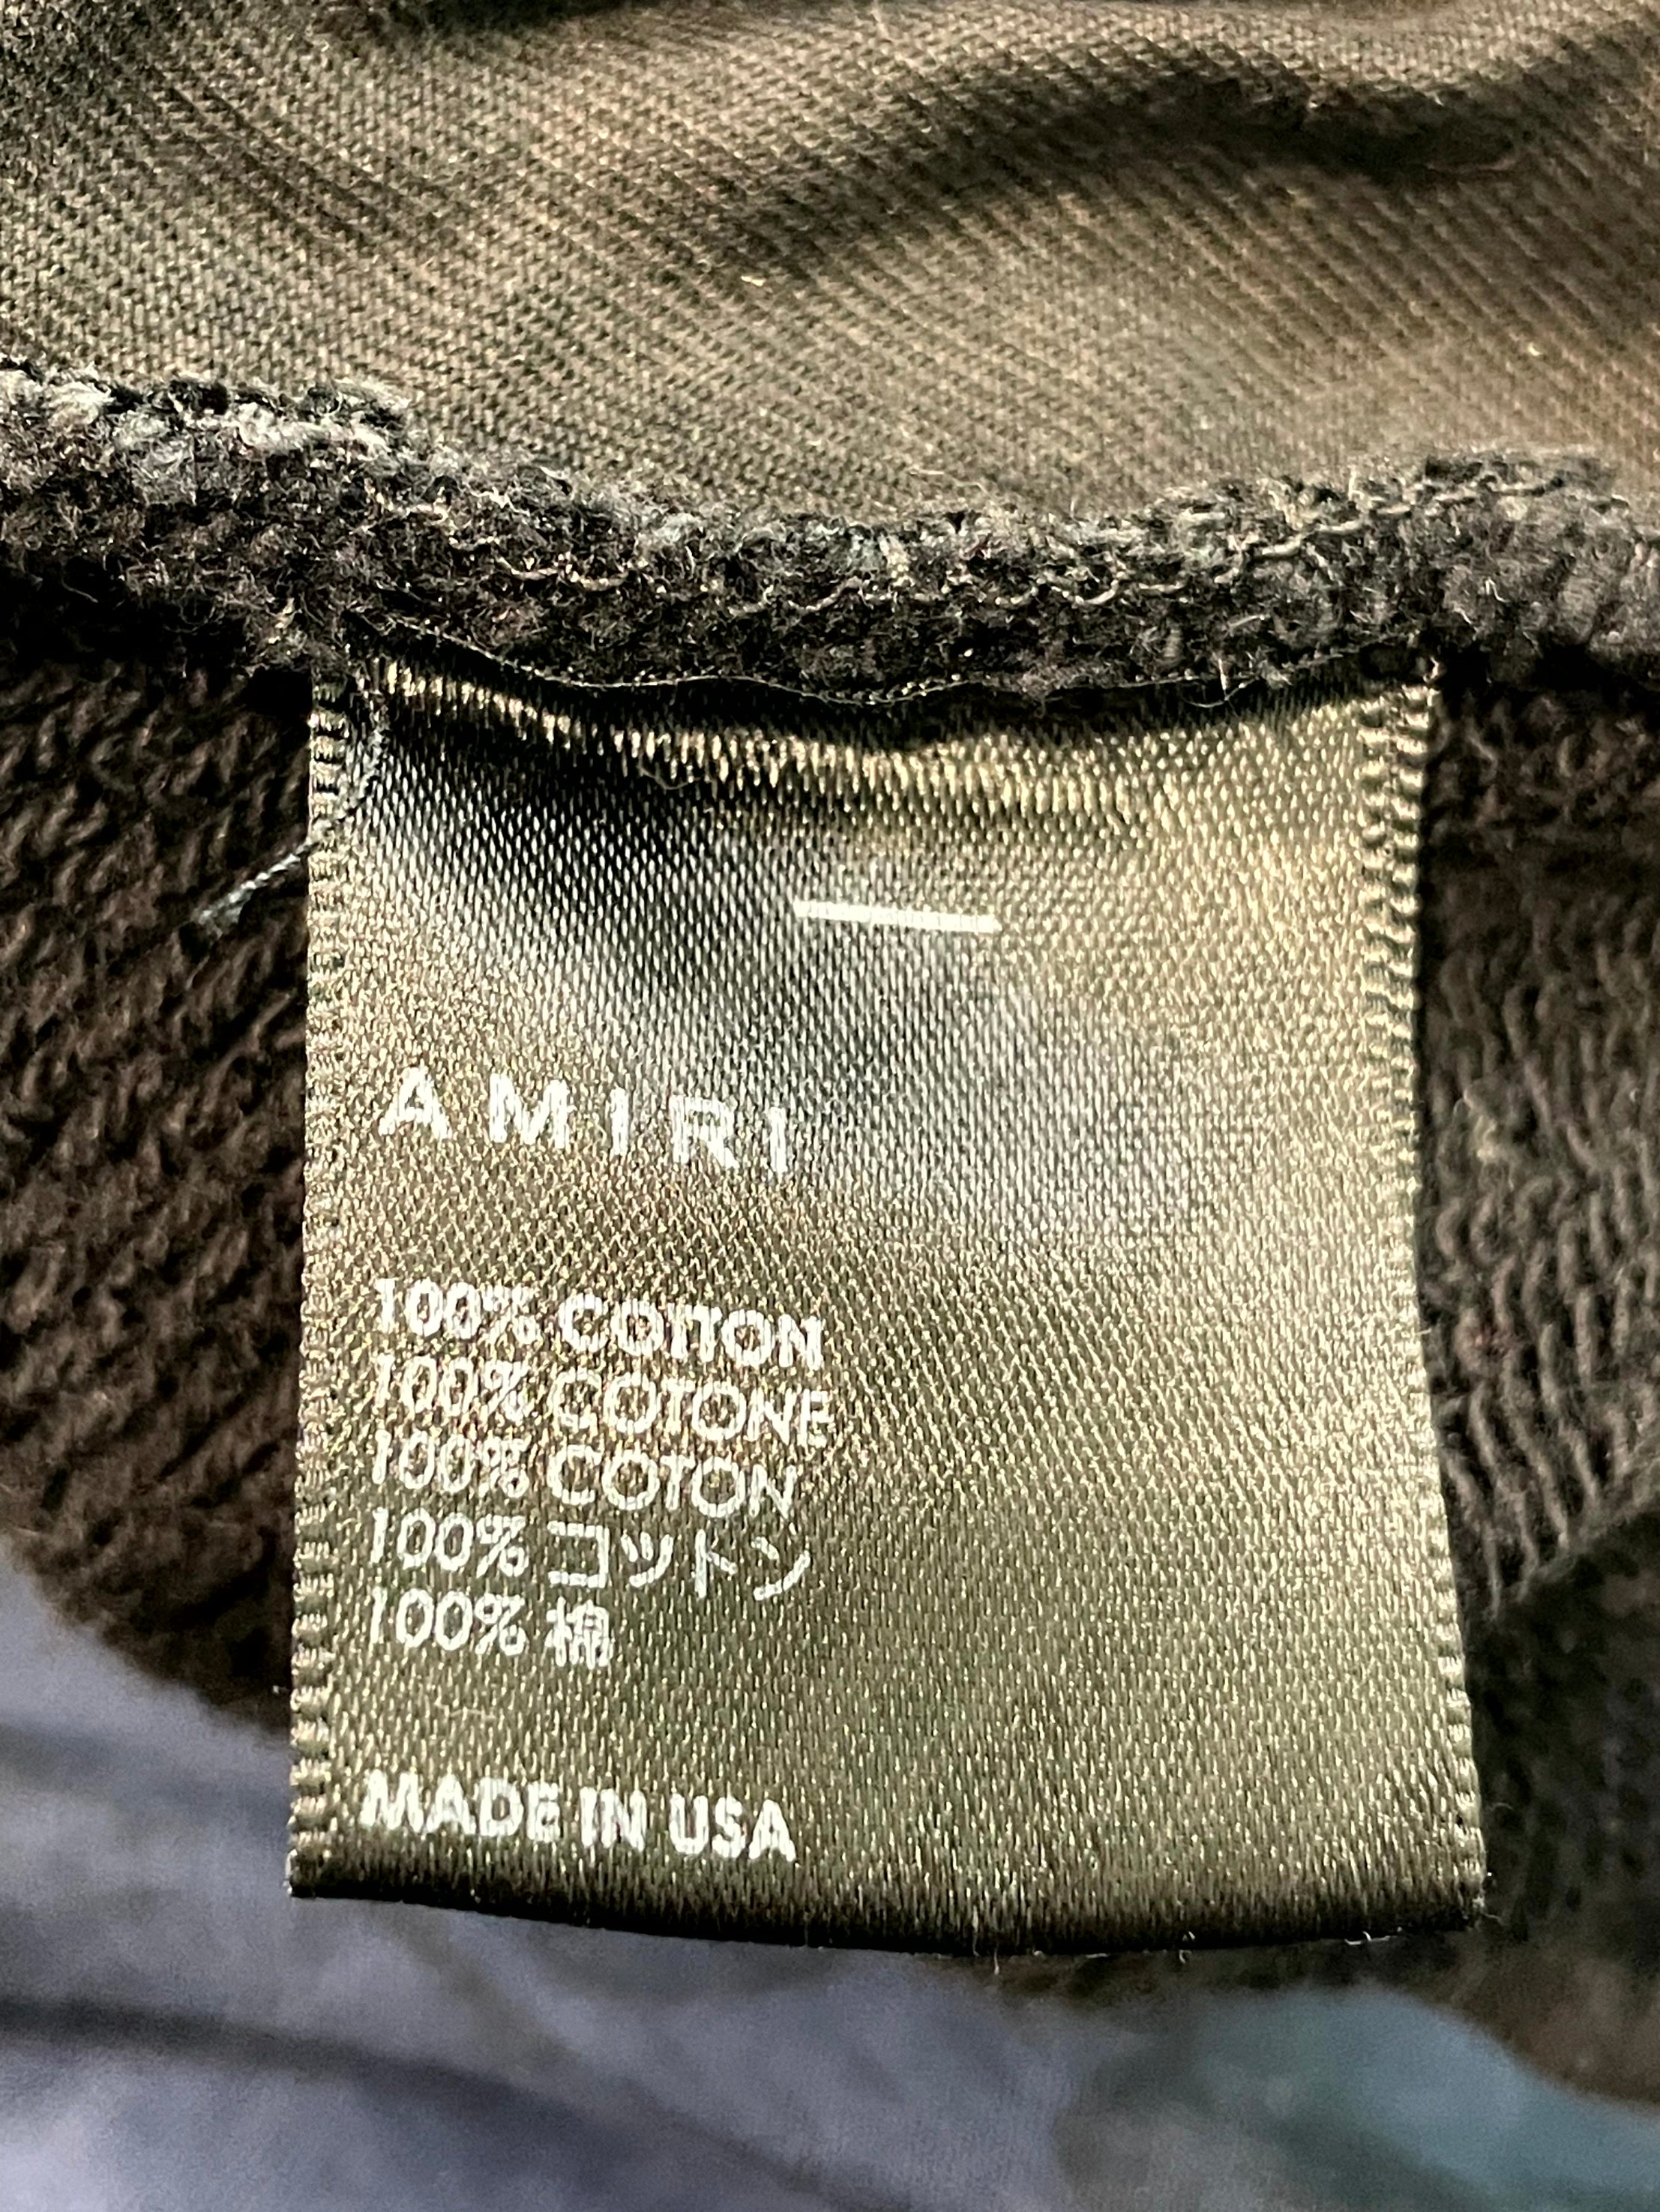 AMIRI
100% COTTON
100% COTONE
100% COTON
100% コットン
100% 棉
MADE IN USA